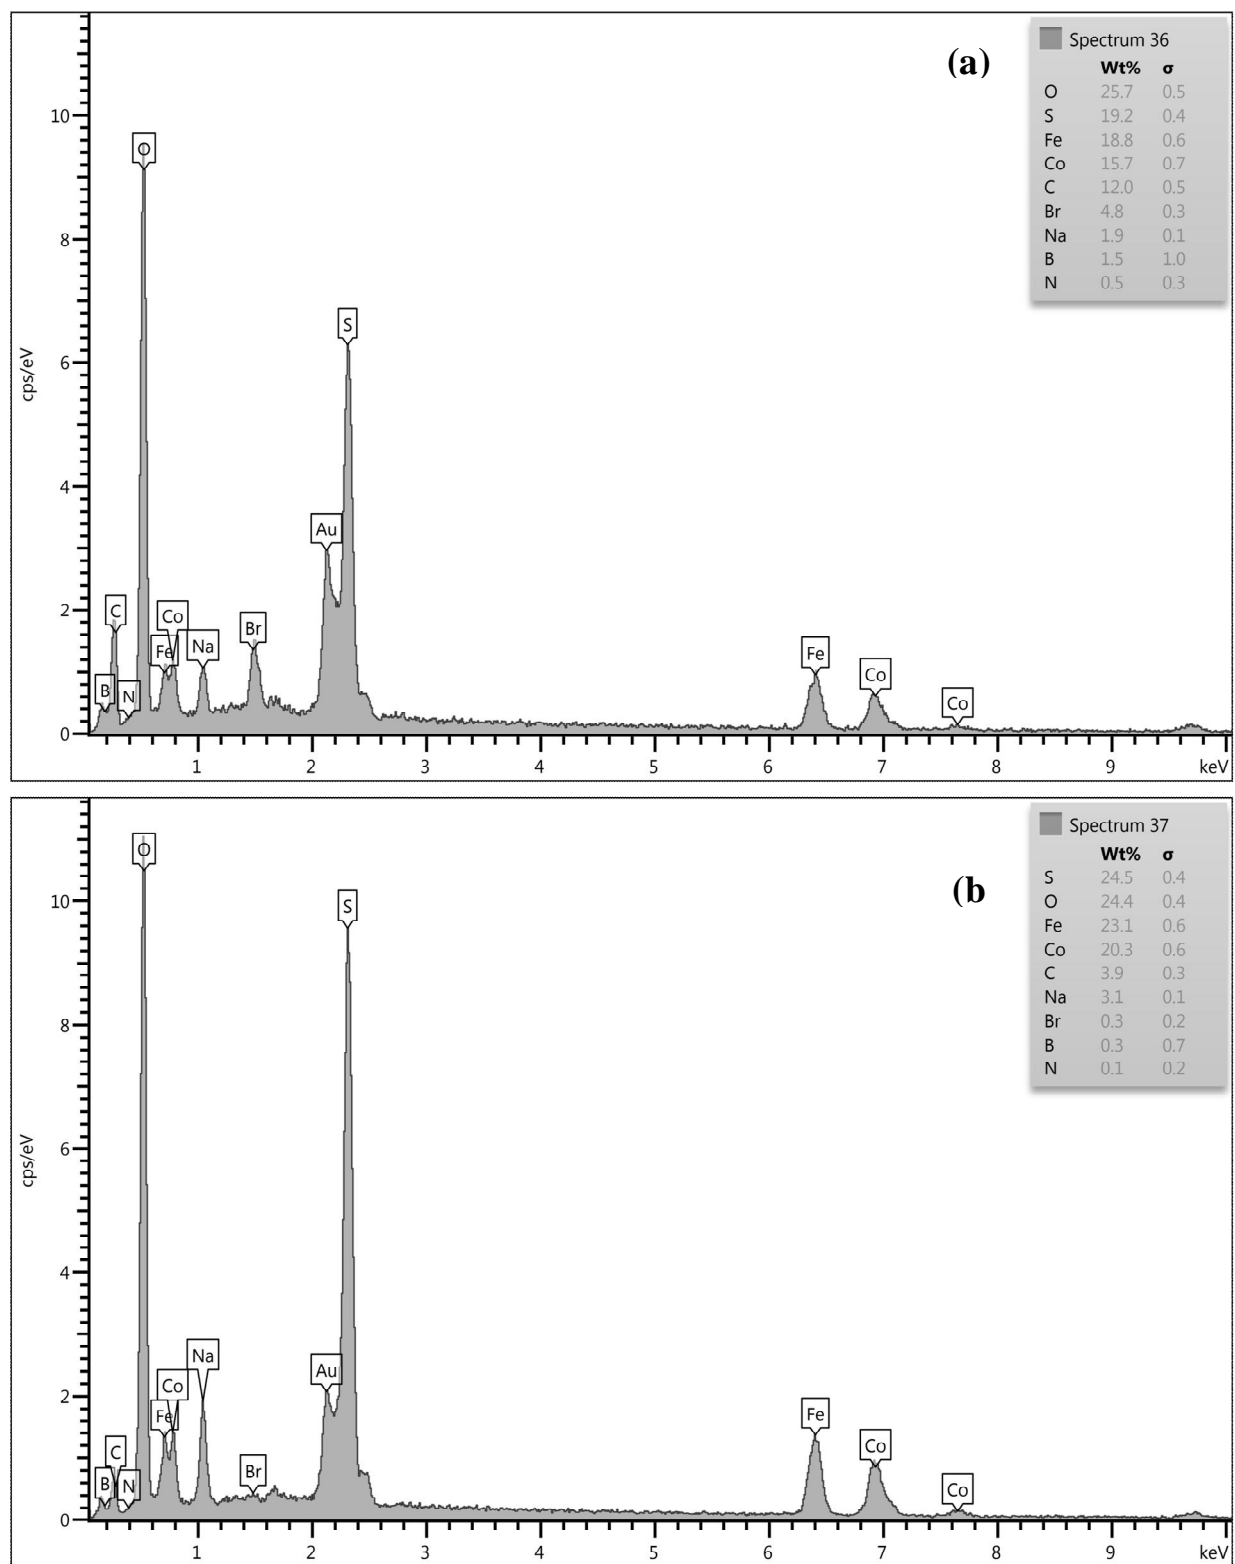 Spectrum 36
(a)
Wt% σ
O 25.7 0.5
S 19.2 0.4
Fe 18.8 0.6
Co 15.7 0.7
C 12.0 0.5
Br 4.8 0.3
Na 1.9 0.1
B 1.5 1.0
N 0.5 0.3
10
8
6
4
2
0
cps/eV
O
S
Au
C
Co
Br
Fe
Na
B
N
Fe
Co
Co
1 2 3 4 5 6 7 8 9 keV
Spectrum 37
(b)
Wt% σ
S 24.5 0.4
O 24.4 0.4
Fe 23.1 0.6
Co 20.3 0.6
C 3.9 0.3
Na 3.1 0.1
Br 0.3 0.2
B 0.3 0.7
N 0.1 0.2
10
8
6
4
2
0
cps/eV
O
S
Na
Au
Co
Fe
C
Br
B
N
Fe
Co
Co
1 2 3 4 5 6 7 8 9 keV